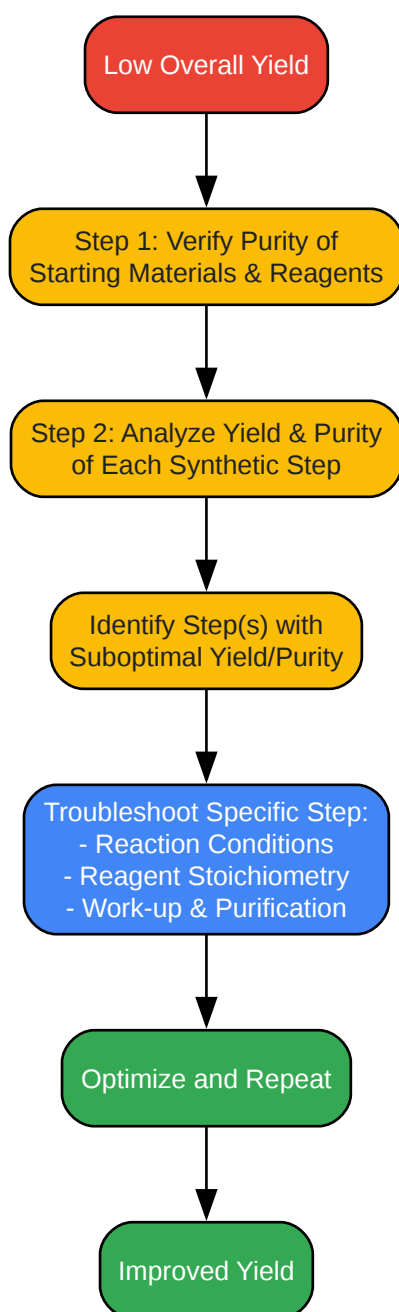 Low Overall Yield
Step 1: Verify Purity of
Starting Materials & Reagents
Step 2: Analyze Yield & Purity
of Each Synthetic Step
Identify Step(s) with
Suboptimal Yield/Purity
Troubleshoot Specific Step:
- Reaction Conditions
- Reagent Stoichiometry
- Work-up & Purification
Optimize and Repeat
Improved Yield